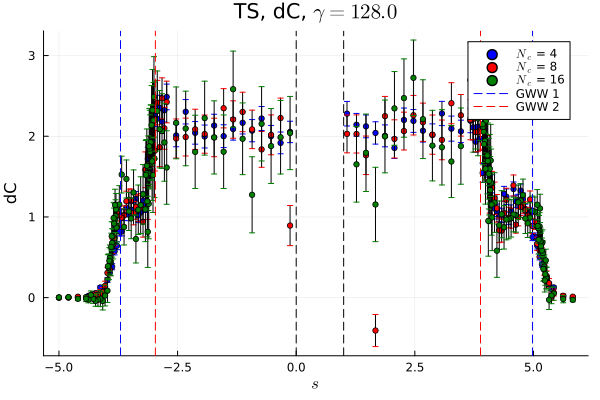 TS, dC, γ = 128.0
dC
3
2
1
0
N_c = 4
N_c = 8
N_c = 16
GWW 1
GWW 2
−5.0 −2.5 0.0 2.5 5.0
s